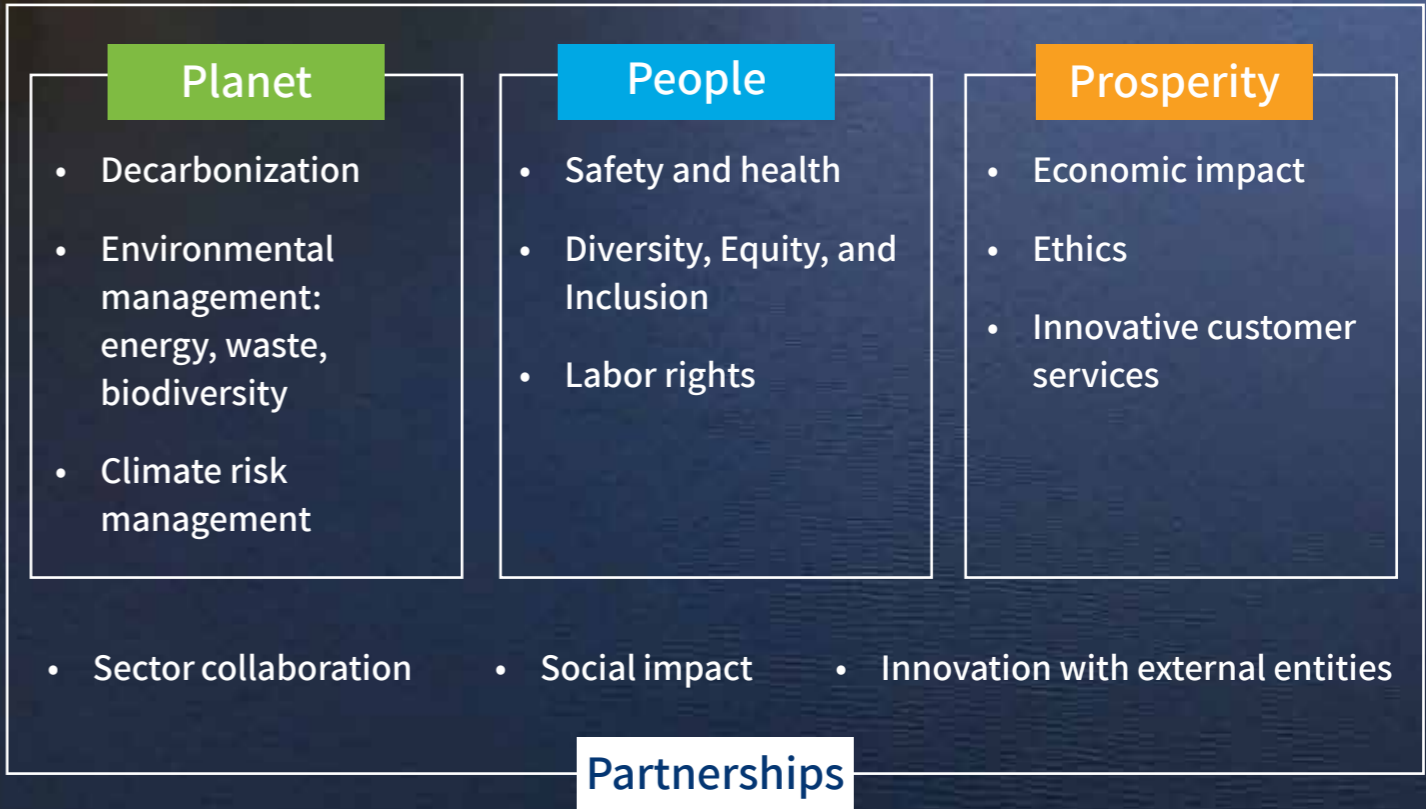 Planet
• Decarbonization
• Environmental
management:
energy, waste,
biodiversity
• Climate risk
management
People
• Safety and health
• Diversity, Equity, and
Inclusion
• Labor rights
Prosperity
• Economic impact
• Ethics
• Innovative customer
services
• Sector collaboration
• Social impact
• Innovation with external entities
Partnerships